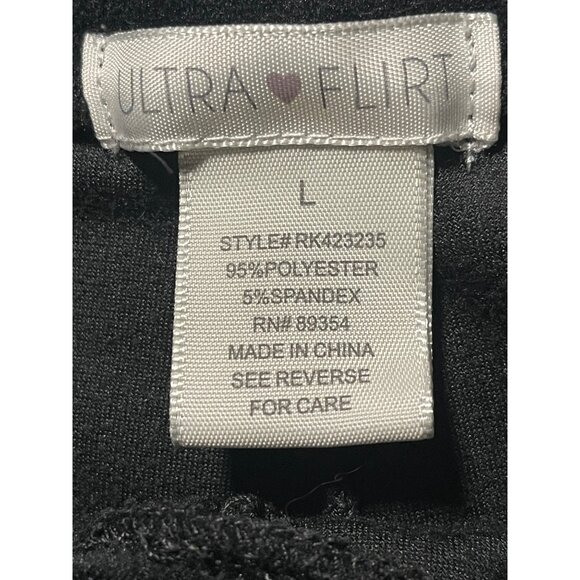 ULTRA ♥ FLIRT
L
STYLE# RK423235
95%POLYESTER
5%SPANDEX
RN# 89354
MADE IN CHINA
SEE REVERSE
FOR CARE